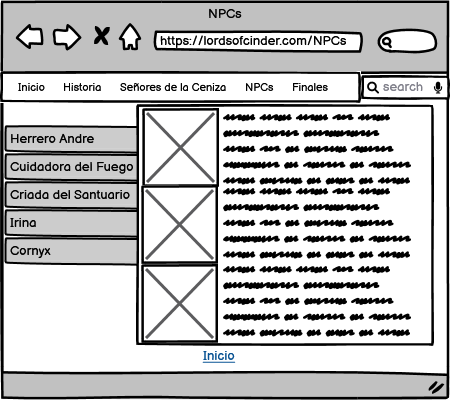 NPCs
https://lordsofcinder.com/NPCs
Inicio Historia Señores de la Ceniza NPCs Finales search
Herrero Andre
Cuidadora del Fuego
Criada del Santuario
Irina
Cornyx
Inicio